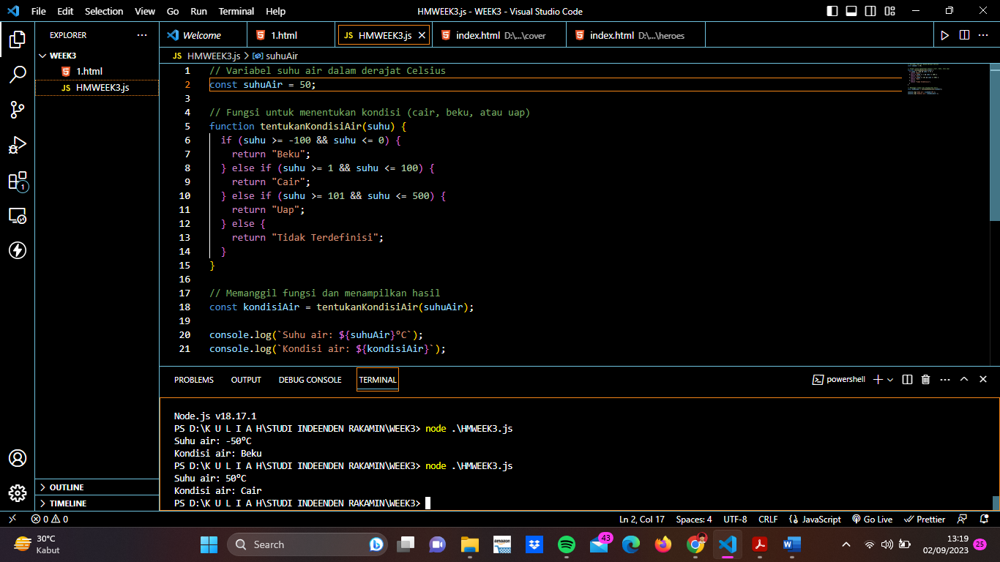 File Edit Selection View Go Run Terminal Help HMWEEK3.js - WEEK3 - Visual Studio Code
EXPLORER
Welcome 1.html JS HMWEEK3.js index.html D:\...\cover index.html D:\...\heroes
WEEK3
1.html
JS HMWEEK3.js
JS HMWEEK3.js > suhuAir
1 // Variabel suhu air dalam derajat Celsius
2 const suhuAir = 50;
3
4 // Fungsi untuk menentukan kondisi (cair, beku, atau uap)
5 function tentukanKondisiAir(suhu) {
6 if (suhu >= -100 && suhu <= 0) {
7 return "Beku";
8 } else if (suhu >= 1 && suhu <= 100) {
9 return "Cair";
10 } else if (suhu >= 101 && suhu <= 500) {
11 return "Uap";
12 } else {
13 return "Tidak Terdefinisi";
14 }
15 }
16
17 // Memanggil fungsi dan menampilkan hasil
18 const kondisiAir = tentukanKondisiAir(suhuAir);
19
20 console.log(`Suhu air: ${suhuAir}°C`);
21 console.log(`Kondisi air: ${kondisiAir}`);
1
PROBLEMS OUTPUT DEBUG CONSOLE TERMINAL powershell
Node.js v18.17.1
PS D:\K U L I A H\STUDI INDEENDEN RAKAMIN\WEEK3> node .\HMWEEK3.js
Suhu air: -50°C
Kondisi air: Beku
PS D:\K U L I A H\STUDI INDEENDEN RAKAMIN\WEEK3> node .\HMWEEK3.js
Suhu air: 50°C
Kondisi air: Cair
PS D:\K U L I A H\STUDI INDEENDEN RAKAMIN\WEEK3>
OUTLINE
TIMELINE
0 0 Ln 2, Col 17 Spaces: 4 UTF-8 CRLF JavaScript Go Live Prettier
30°C
Kabut
Search
amazon
43
13:19
02/09/2023
25